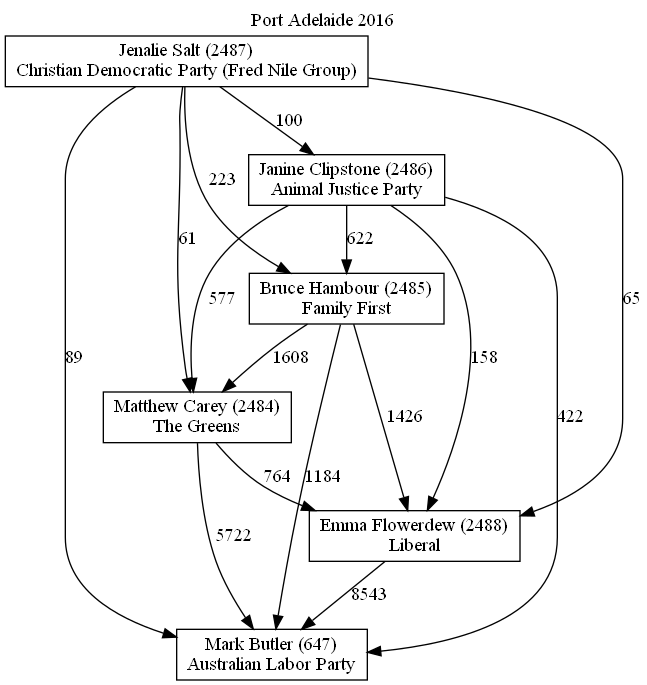 Port Adelaide 2016
Jenalie Salt (2487)
Christian Democratic Party (Fred Nile Group)
100
Janine Clipstone (2486)
Animal Justice Party
223
61
622
577
65
Bruce Hambour (2485)
Family First
1608
158
89
Matthew Carey (2484)
The Greens
1426
422
764
1184
Emma Flowerdew (2488)
Liberal
5722
8543
Mark Butler (647)
Australian Labor Party